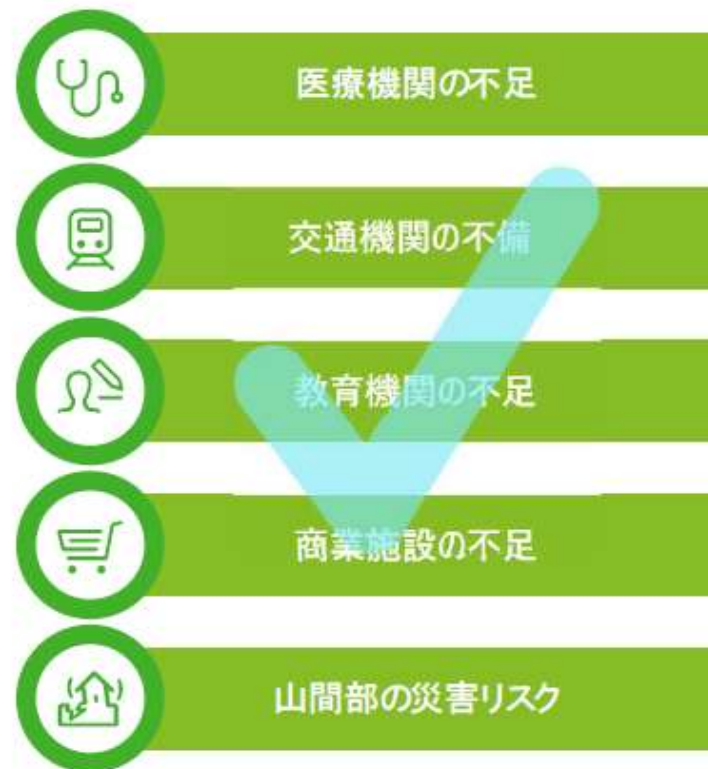 医療機関の不足
交通機関の不備
教育機関の不足
商業施設の不足
山間部の災害リスク